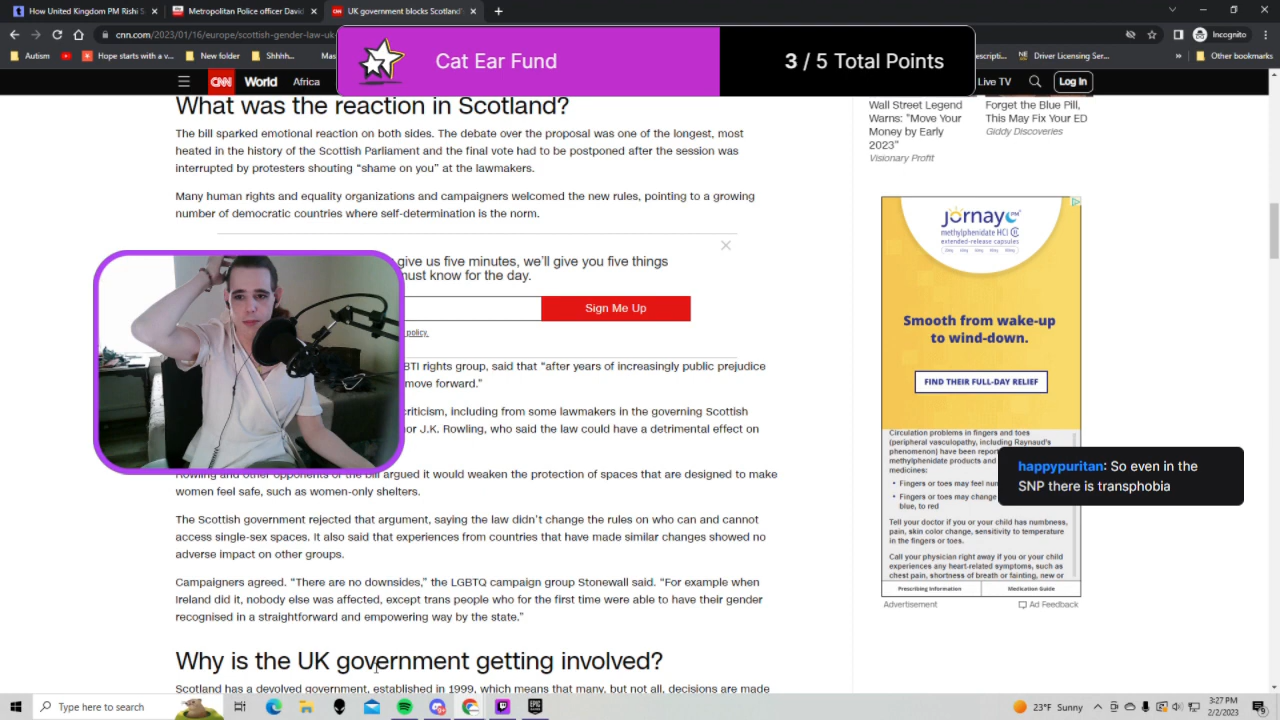 How United Kingdom PM Rishi S
Metropolitan Police officer David
UK blocks Scottish gender law: W
cnn.com/2023/01/16/europe/scottish-gender-law-uk-
Incognito
Autism
Hope starts with a...
New folder
Shhhh...
Driver Licensing Ser...
Other bookmarks
Cat Ear Fund
3 / 5 Total Points
CNN
World
Africa
Live TV
Log In
What was the reaction in Scotland?
The bill sparked emotional reaction on both sides. The debate over the proposal was one of the longest, most
heated in the history of the Scottish Parliament and the final vote had to be postponed after the session was
interrupted by protesters shouting “shame on you” at the lawmakers.
Many human rights and equality organizations and campaigners welcomed the new rules, pointing to a growing
number of democratic countries where self-determination is the norm.
give us five minutes, we’ll give you five things
must know for the day.
Sign Me Up
policy.
rights group, said that “after years of increasingly public prejudice
move forward.”
criticism, including from some lawmakers in the governing Scottish
J.K. Rowling, who said the law could have a detrimental effect on
Rowling and other opponents of the bill argued it would weaken the protection of spaces that are designed to make
women feel safe, such as women-only shelters.
The Scottish government rejected that argument, saying the law didn’t change the rules on who can and cannot
access single-sex spaces. It also said that experiences from countries that have made similar changes showed no
adverse impact on other groups.
Campaigners agreed. “There are no downsides,” the LGBTQ campaign group Stonewall said. “For example when
Ireland did it, nobody else was affected, except trans people who for the first time were able to have their gender
recognised in a straightforward and empowering way by the state.”
Why is the UK government getting involved?
Scotland has a devolved government, established in 1999, which means that many, but not all, decisions are made
Wall Street Legend
Warns: "Move Your
Money by Early
2023"
Visionary Profit
Forget the Blue Pill,
This May Fix Your ED
Giddy Discoveries
jornay PM
methylphenidate HCl
extended-release capsules
Smooth from wake-up
to wind-down.
FIND THEIR FULL-DAY RELIEF
Circulation problems in fingers and toes
(peripheral vasculopathy, including Raynaud's
phenomenon) have been
methylphenidate products and
medicines:
• Fingers or toes may feel
• Fingers or toes may change
blue, to red
Tell your doctor if you or your child has numbness,
pain, skin color change, sensitivity to temperature
in the fingers or toes.
Call your physician right away if you or your child
experiences any heart-related symptoms, such as
chest pain, shortness of breath or fainting, new or
Prescribing Information
Medication Guide
Advertisement
Ad Feedback
happypuritan: So even in the
SNP there is transphobia
Type here to search
23°F Sunny
3:27 PM
2/2/2023